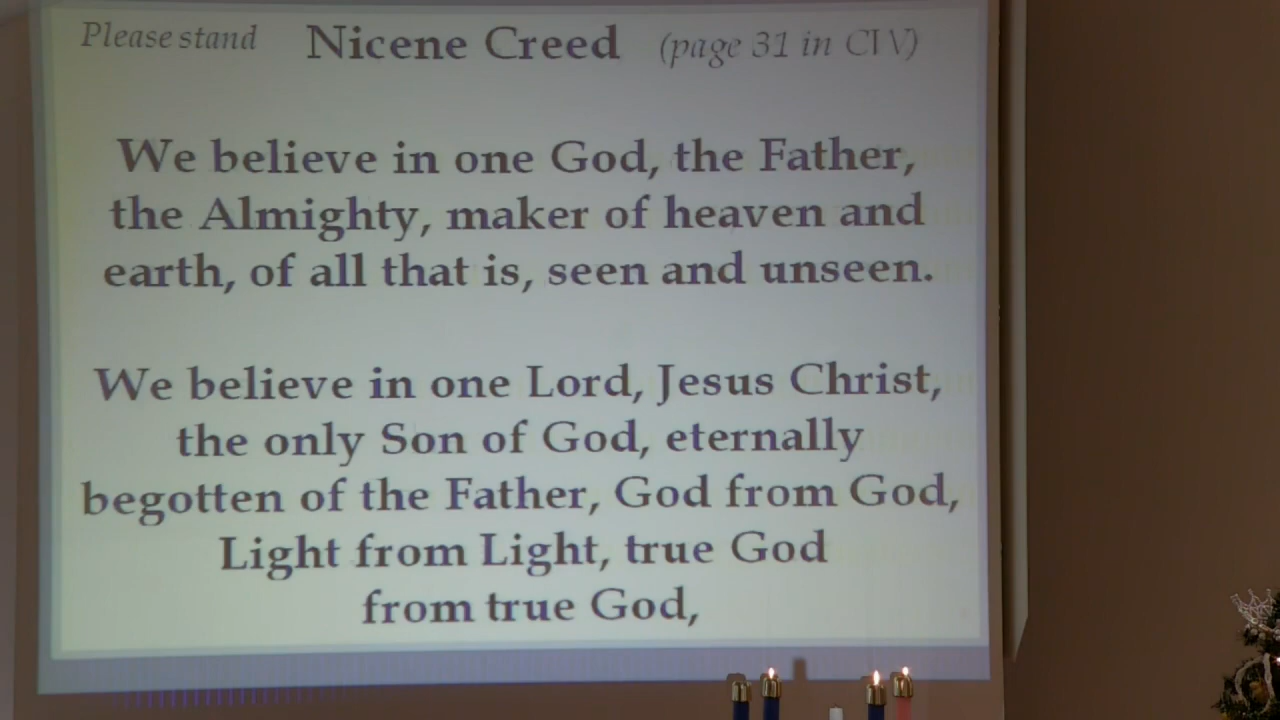 Please stand Nicene Creed (page 31 in CLV)
We believe in one God, the Father,
the Almighty, maker of heaven and
earth, of all that is, seen and unseen.
We believe in one Lord, Jesus Christ,
the only Son of God, eternally
begotten of the Father, God from God,
Light from Light, true God
from true God,